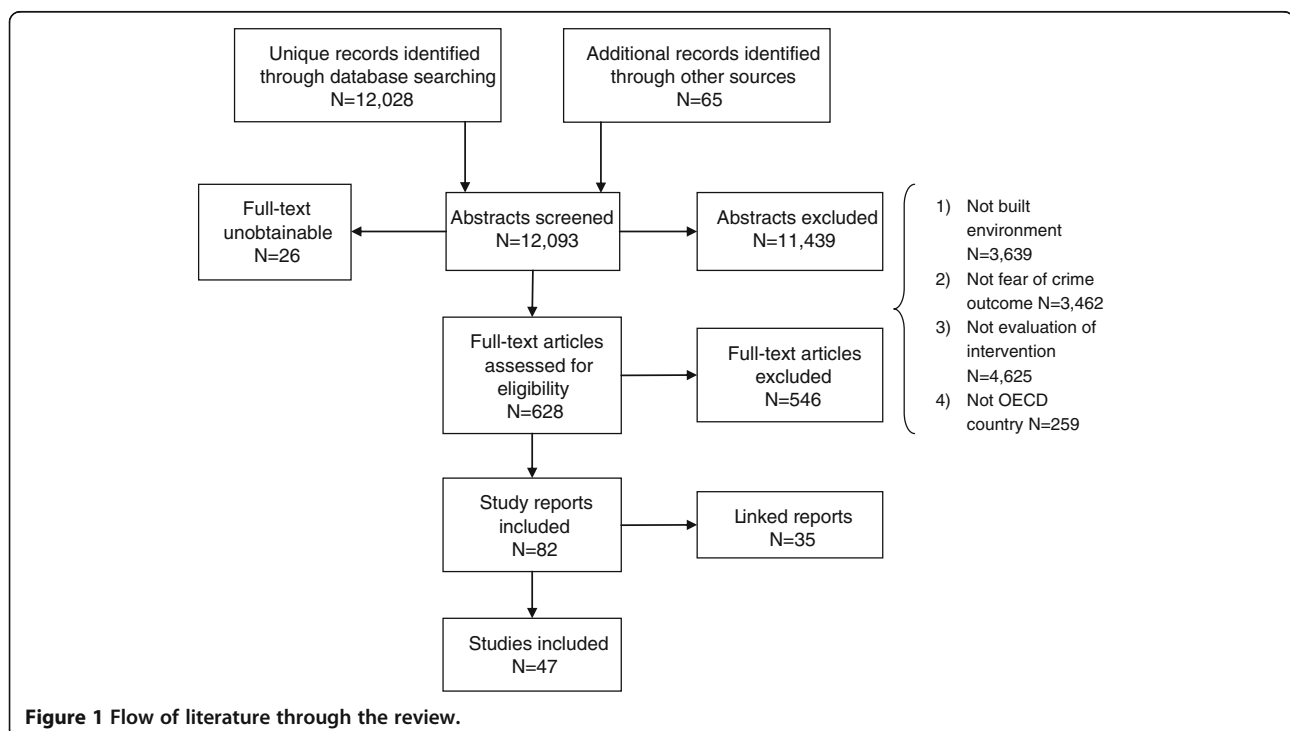 Unique records identified
through database searching
N=12,028
Additional records identified
through other sources
N=65
Full-text
unobtainable
N=26
Abstracts screened
N=12,093
Abstracts excluded
N=11,439
1) Not built
environment
N=3,639
2) Not fear of crime
outcome N=3,462
3) Not evaluation of
intervention
N=4,625
4) Not OECD
country N=259
Full-text articles
assessed for
eligibility
N=628
Full-text articles
excluded
N=546
Study reports
included
N=82
Linked reports
N=35
Studies included
N=47
Figure 1 Flow of literature through the review.